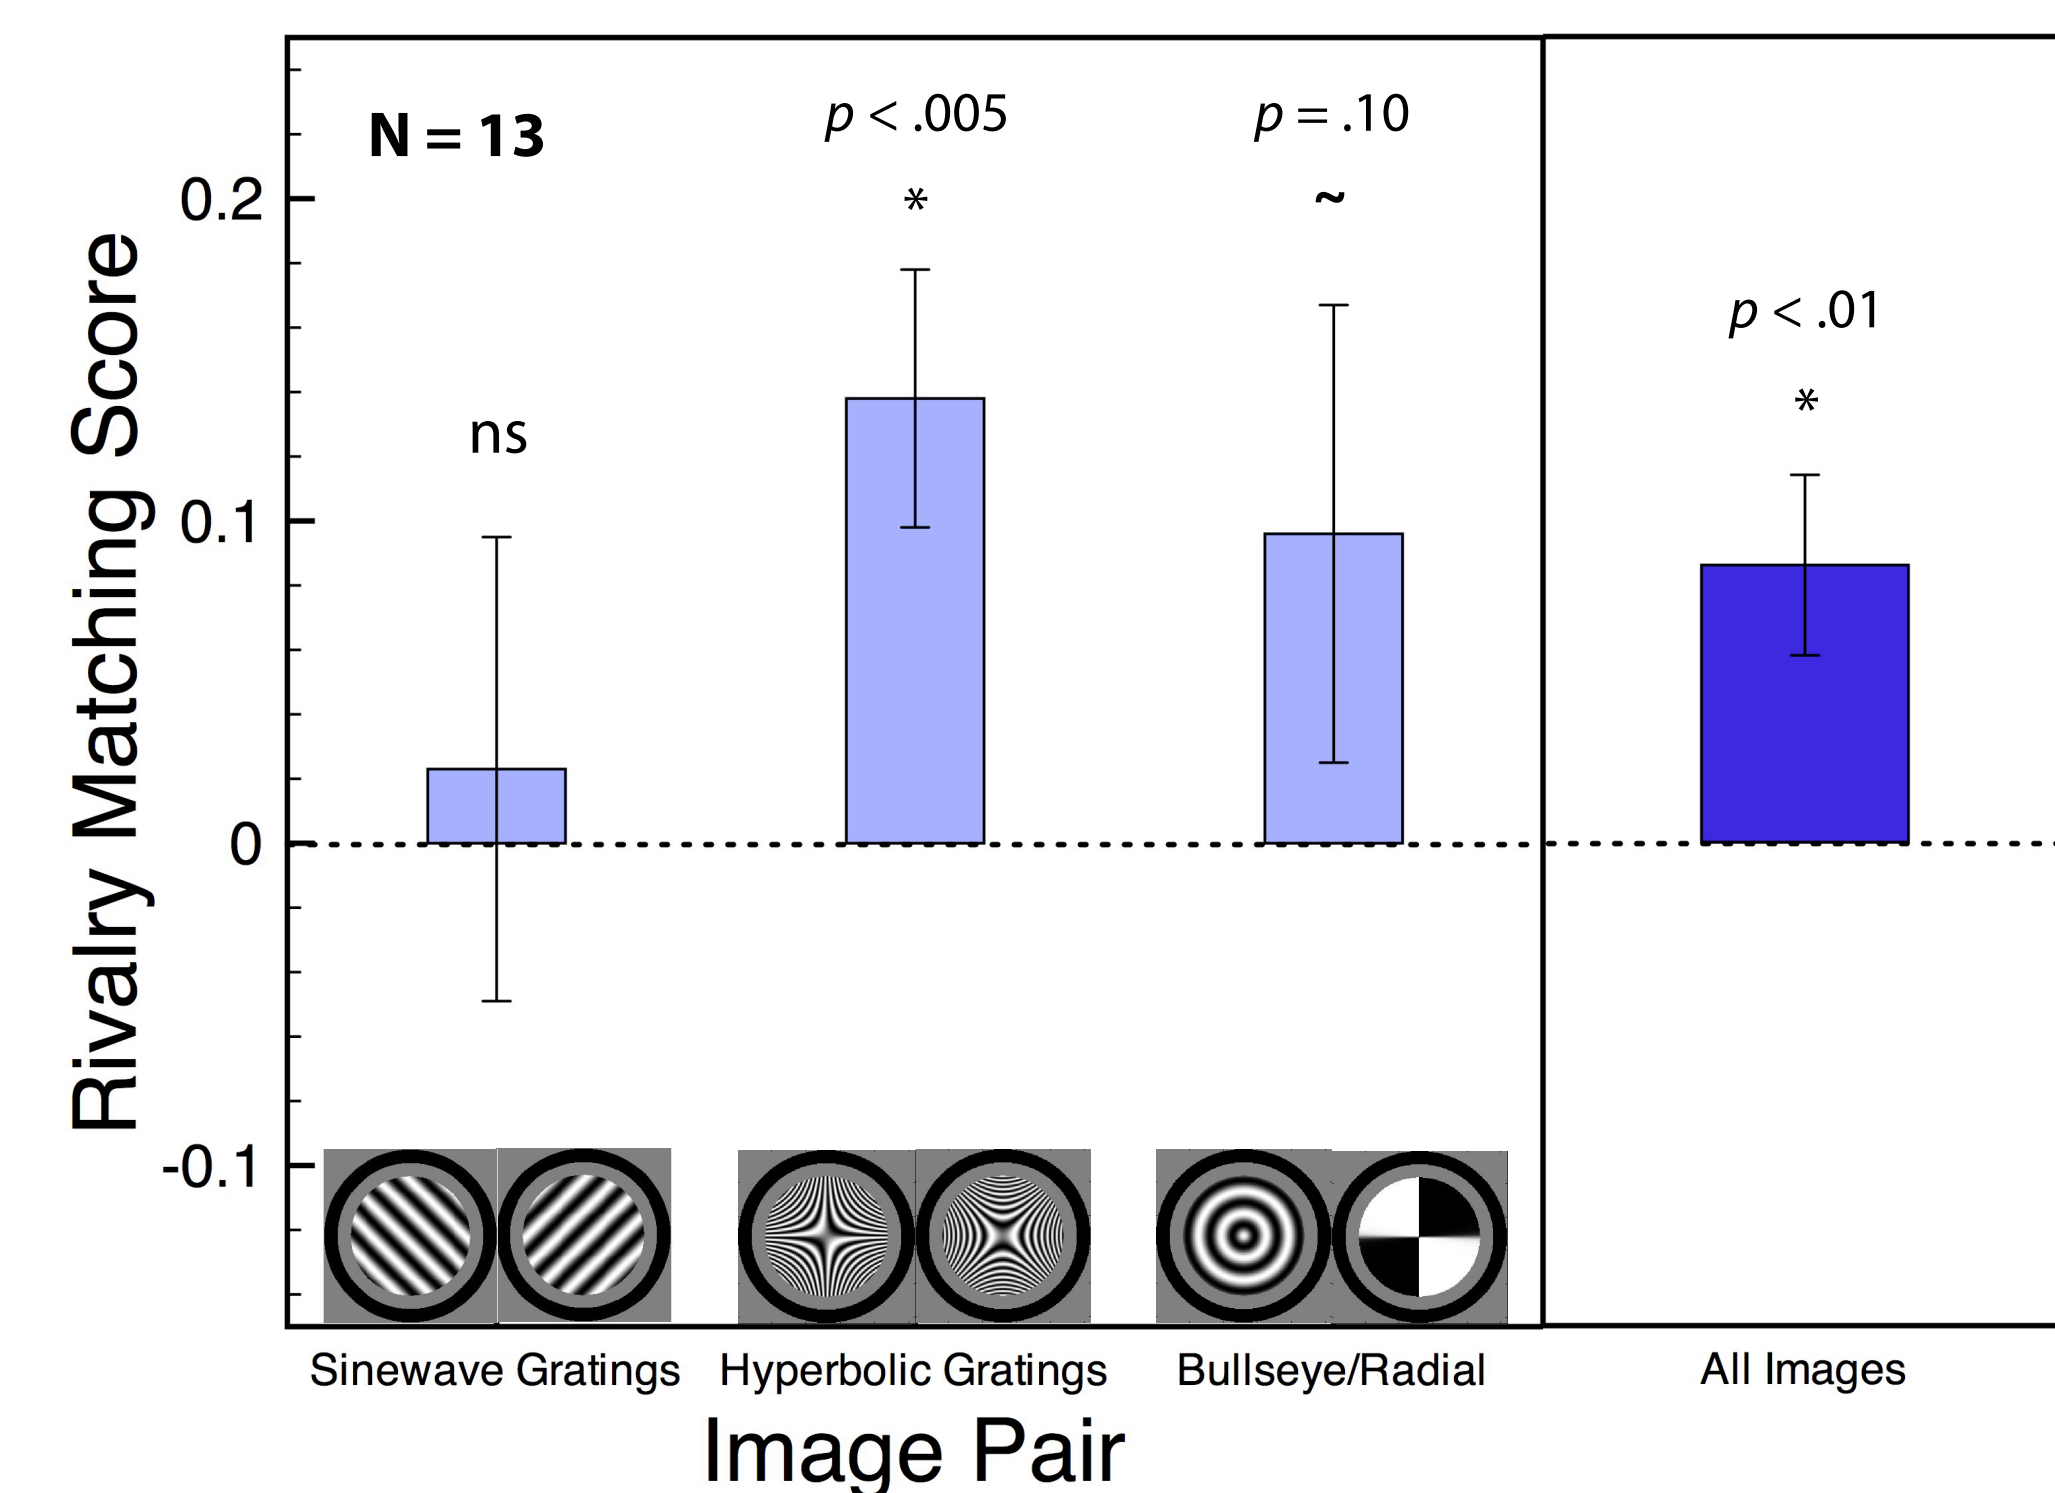 N = 13
p < .005
p = .10
*
~
ns
p < .01
*
0.2
0.1
0
-0.1
Rivalry Matching Score
Sinewave Gratings
Hyperbolic Gratings
Bullseye/Radial
All Images
Image Pair